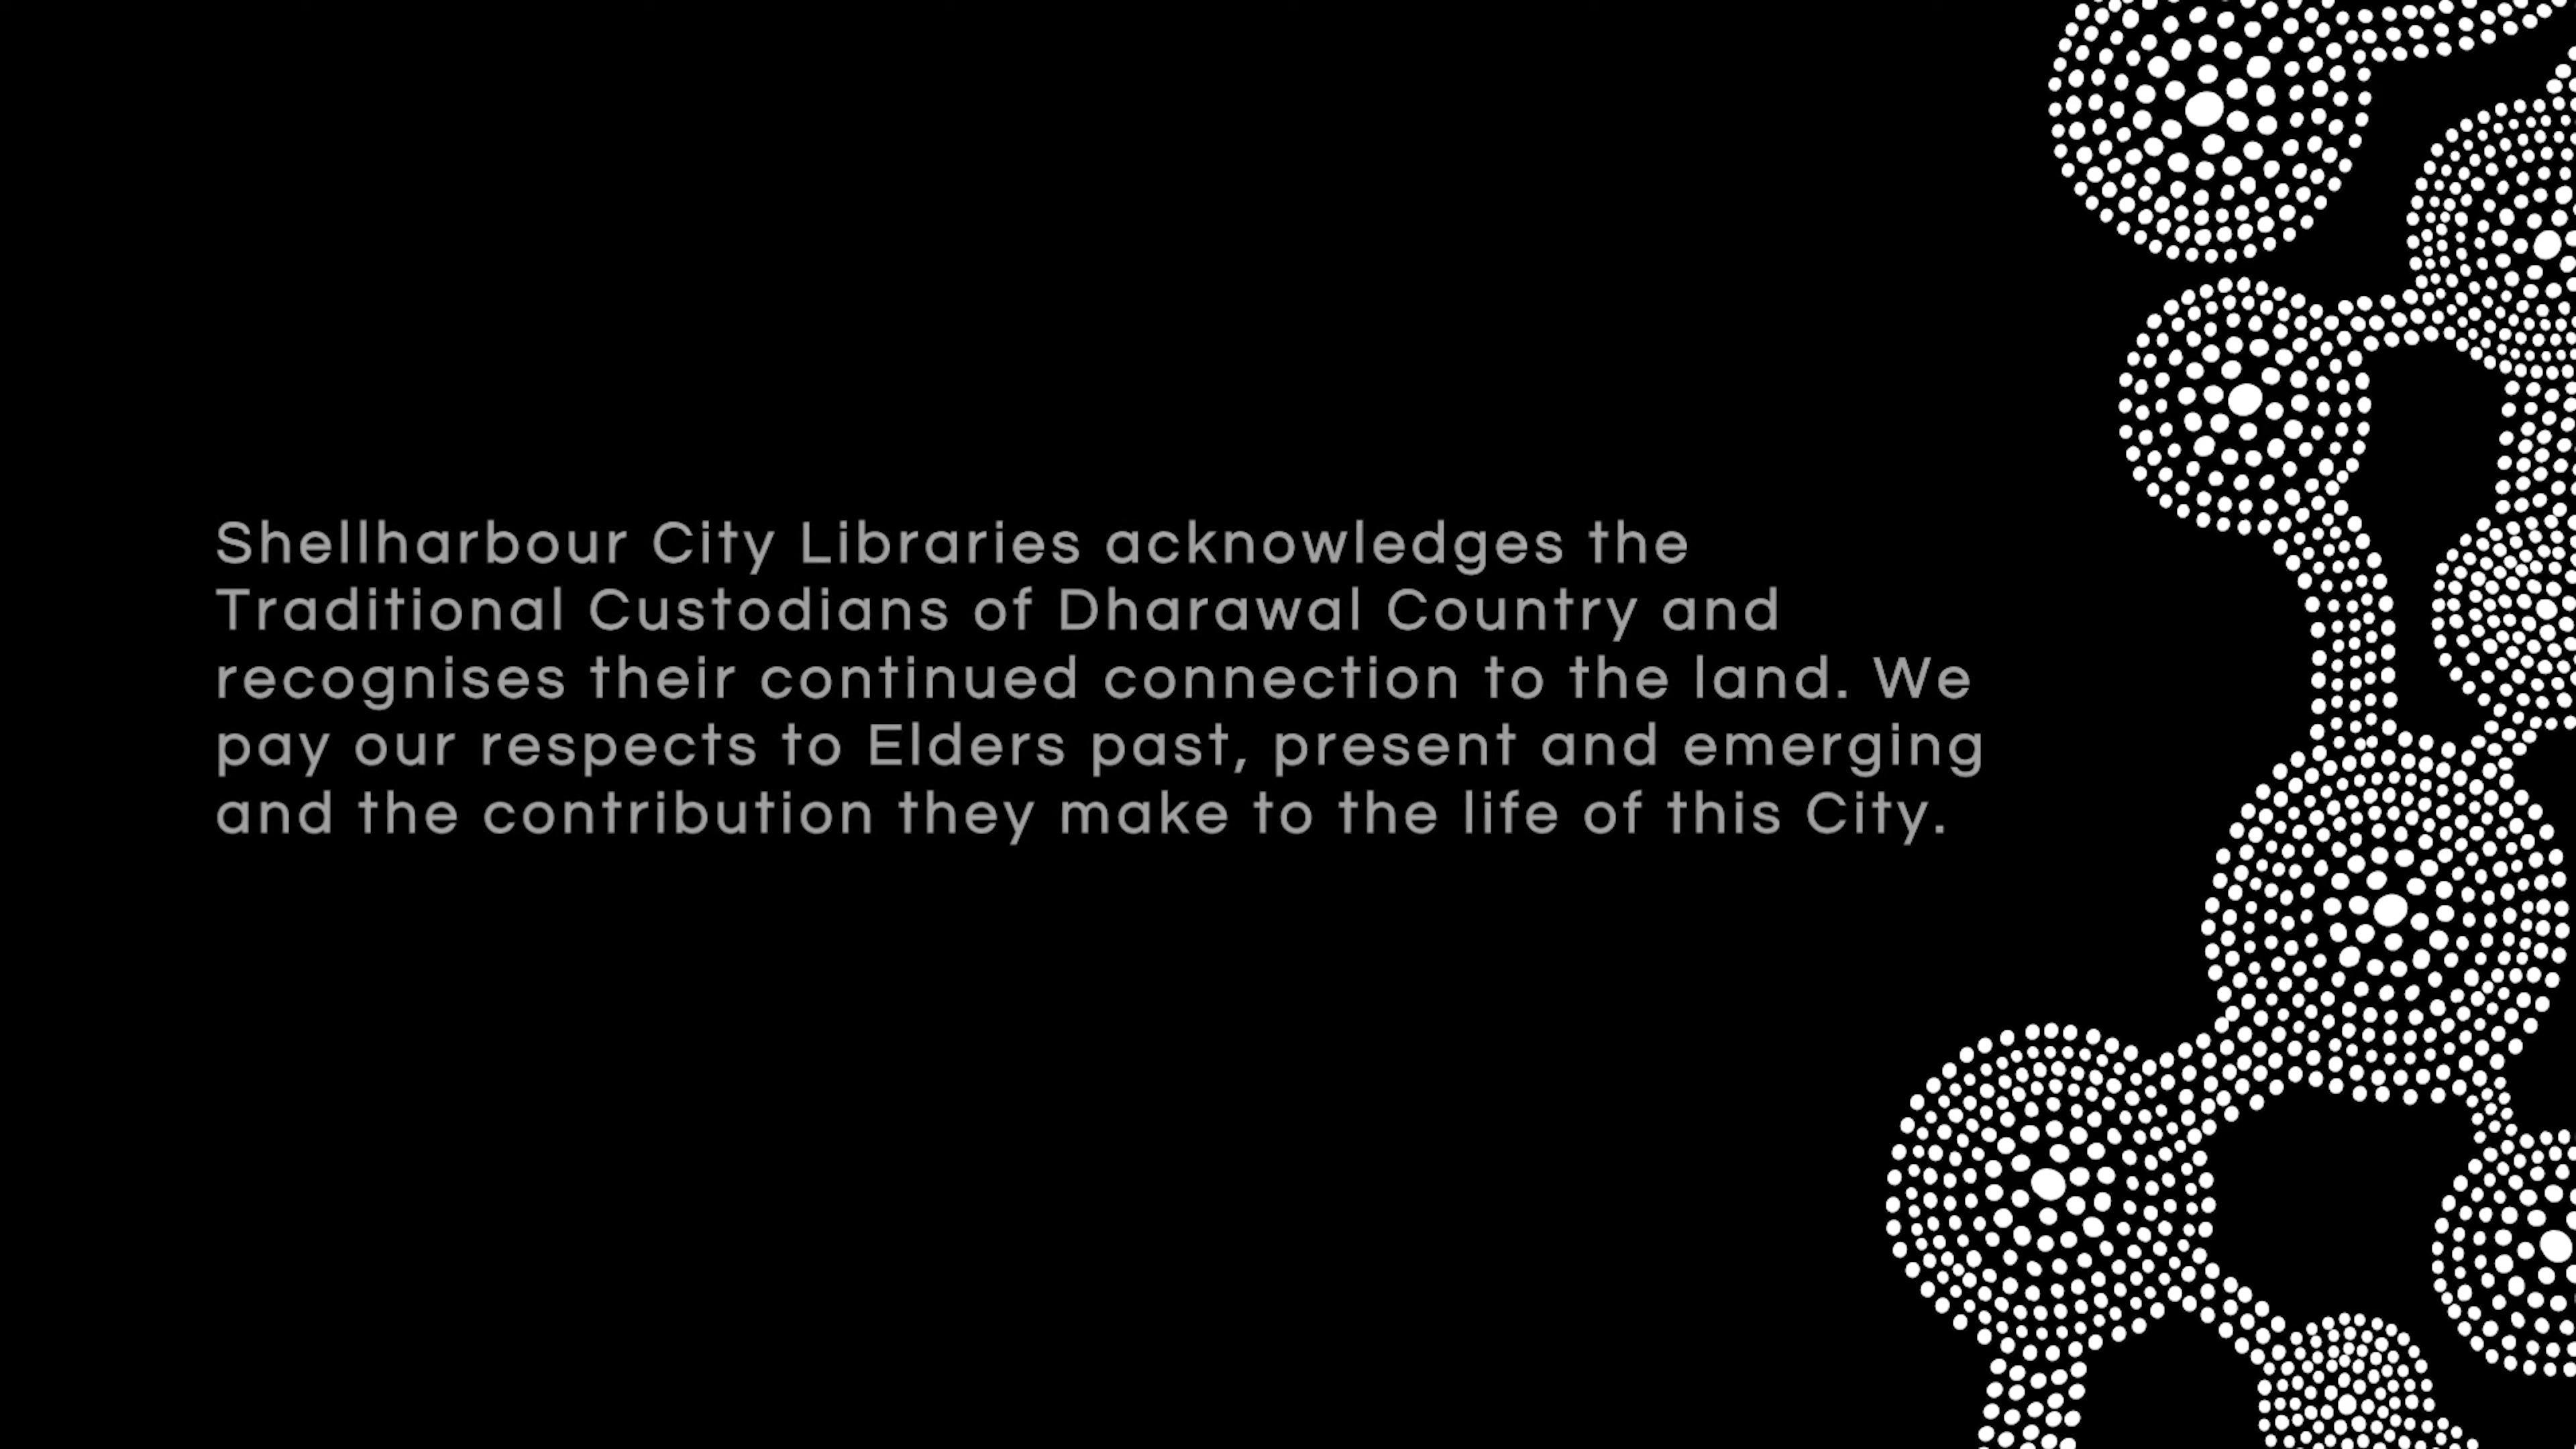 Shellharbour City Libraries acknowledges the
Traditional Custodians of Dharawal Country and
recognises their continued connection to the land. We
pay our respects to Elders past, present and emerging
and the contribution they make to the life of this City.